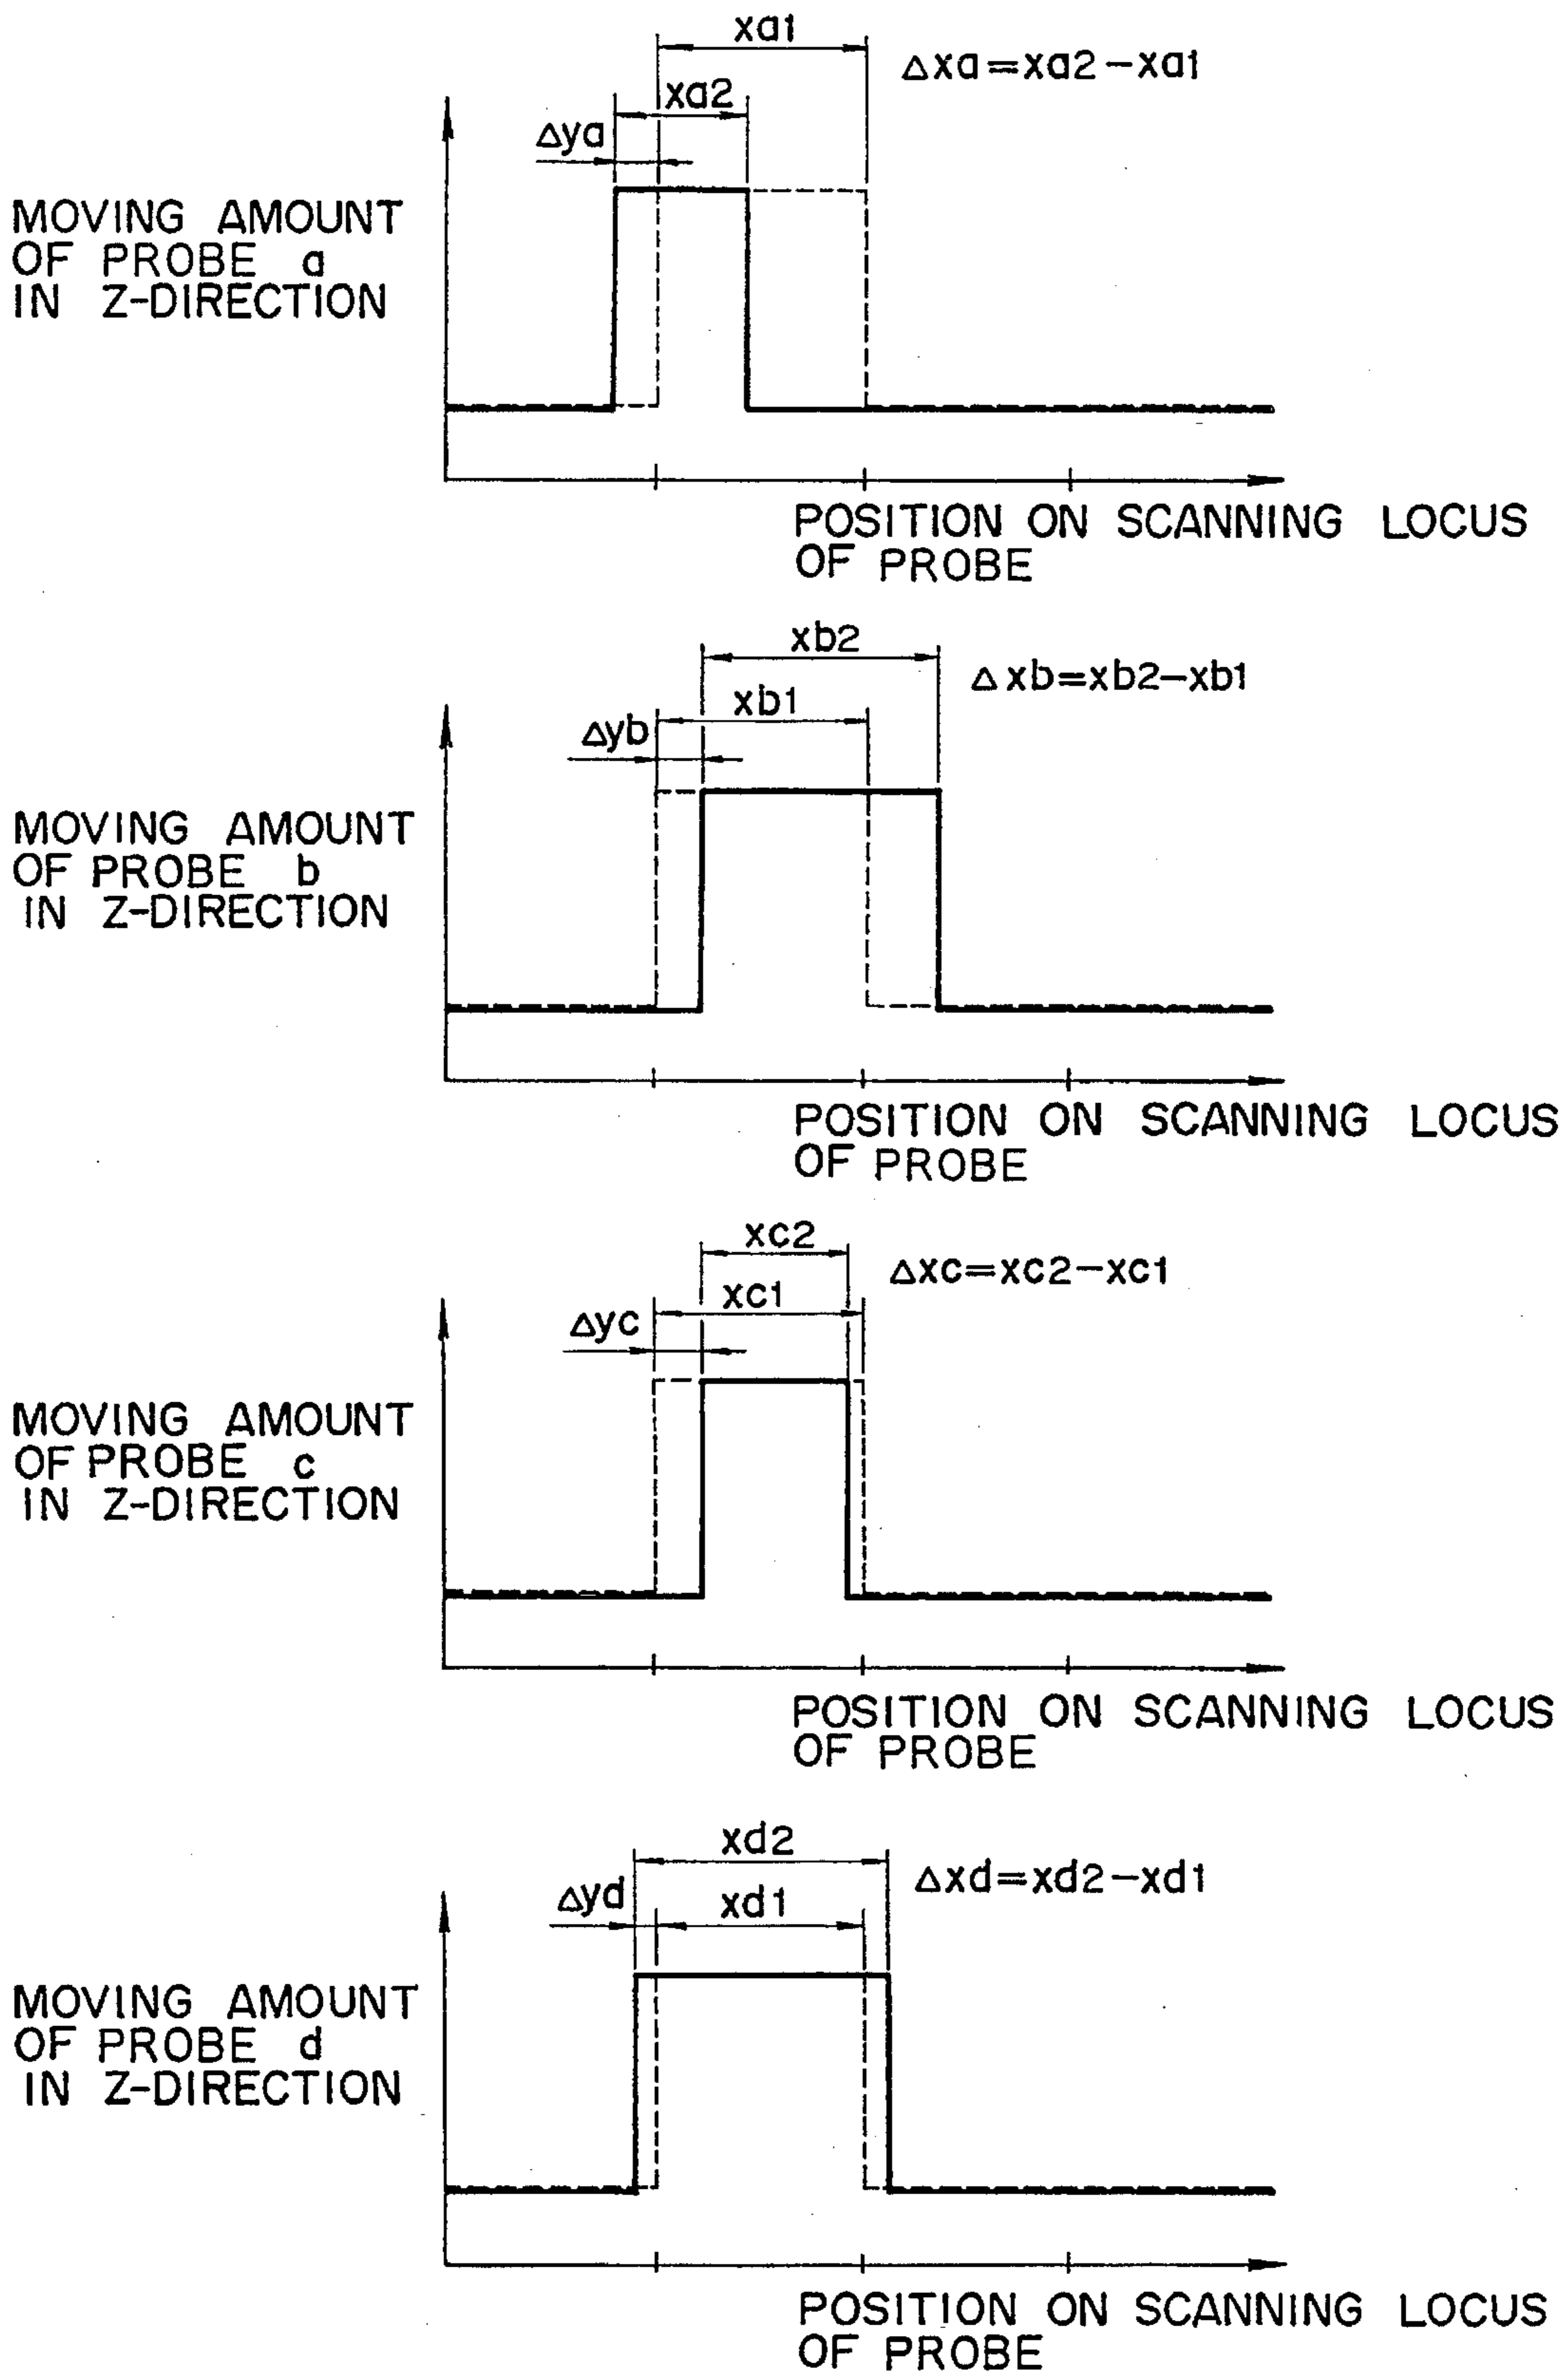 xa1
Δxa=xa2-xa1
xa2
Δya
MOVING AMOUNT
OF PROBE a
IN Z-DIRECTION
POSITION ON SCANNING LOCUS
OF PROBE
xb2
Δxb=xb2-xb1
xb1
Δyb
MOVING AMOUNT
OF PROBE b
IN Z-DIRECTION
POSITION ON SCANNING LOCUS
OF PROBE
xc2
Δxc=xc2-xc1
xc1
Δyc
MOVING AMOUNT
OF PROBE c
IN Z-DIRECTION
POSITION ON SCANNING LOCUS
OF PROBE
xd2
Δxd=xd2-xd1
xd1
Δyd
MOVING AMOUNT
OF PROBE d
IN Z-DIRECTION
POSITION ON SCANNING LOCUS
OF PROBE